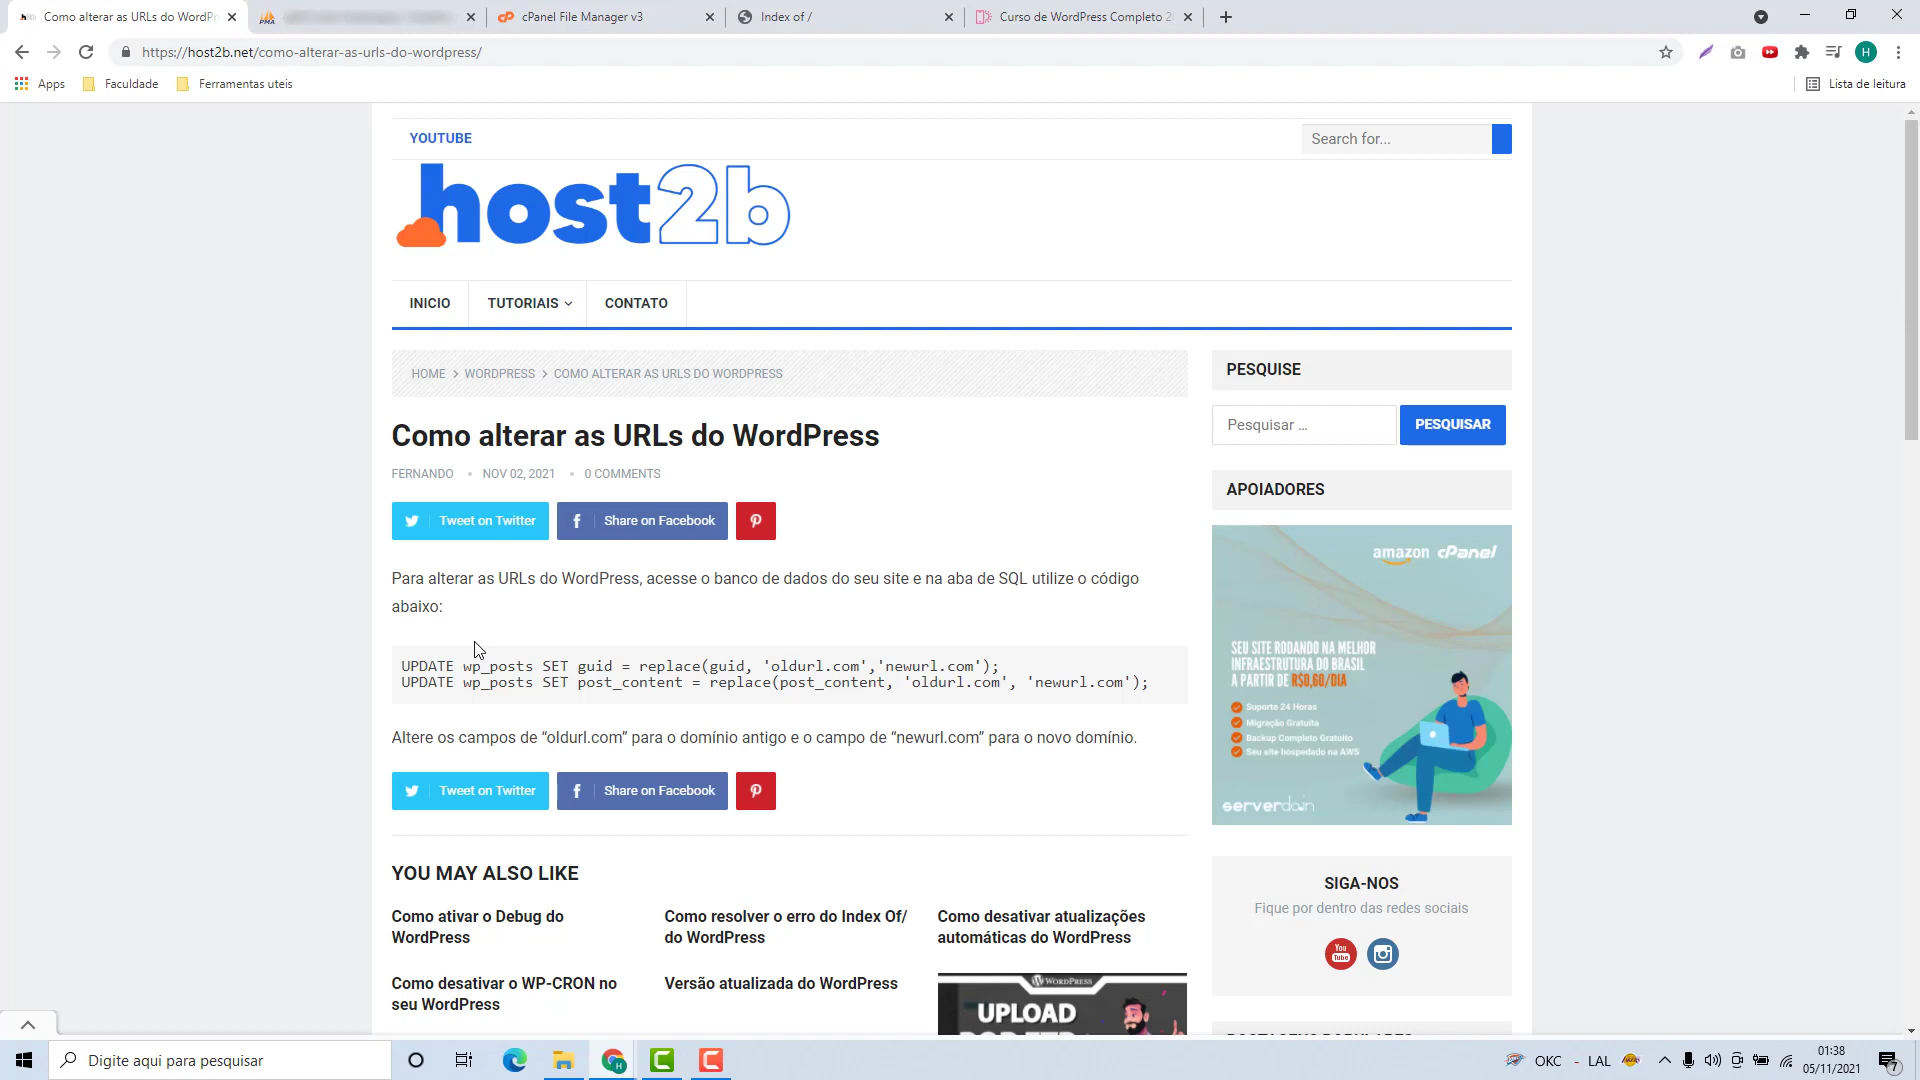 Como alterar as URLs do WordPr
cPanel File Manager v3
Index of /
Curso de WordPress Completo 2
https://host2b.net/como-alterar-as-urls-do-wordpress/
H
Apps
Faculdade
Ferramentas uteis
Lista de leitura
YOUTUBE
Search for...
host2b
INICIO
TUTORIAIS
CONTATO
HOME > WORDPRESS > COMO ALTERAR AS URLS DO WORDPRESS
PESQUISE
Pesquisar …
PESQUISAR
Como alterar as URLs do WordPress
FERNANDO • NOV 02, 2021 • 0 COMMENTS
APOIADORES
Tweet on Twitter
Share on Facebook
amazon cPanel
Para alterar as URLs do WordPress, acesse o banco de dados do seu site e na aba de SQL utilize o código
abaixo:
UPDATE wp_posts SET guid = replace(guid, 'oldurl.com','newurl.com');
UPDATE wp_posts SET post_content = replace(post_content, 'oldurl.com', 'newurl.com');
SEU SITE RODANDO NA MELHOR
INFRAESTRUTURA DO BRASIL
A PARTIR DE R$0,60/DIA
Suporte 24 Horas
Migração Gratuita
Backup Completo Gratuito
Seu site hospedado na AWS
serverdoin
Altere os campos de “oldurl.com” para o domínio antigo e o campo de “newurl.com” para o novo domínio.
Tweet on Twitter
Share on Facebook
YOU MAY ALSO LIKE
SIGA-NOS
Fique por dentro das redes sociais
You
Tube
Como ativar o Debug do
WordPress
Como resolver o erro do Index Of/
do WordPress
Como desativar atualizações
automáticas do WordPress
Como desativar o WP-CRON no
seu WordPress
Versão atualizada do WordPress
WORDPRESS
UPLOAD
Digite aqui para pesquisar
OKC - LAL
01:38
05/11/2021
7